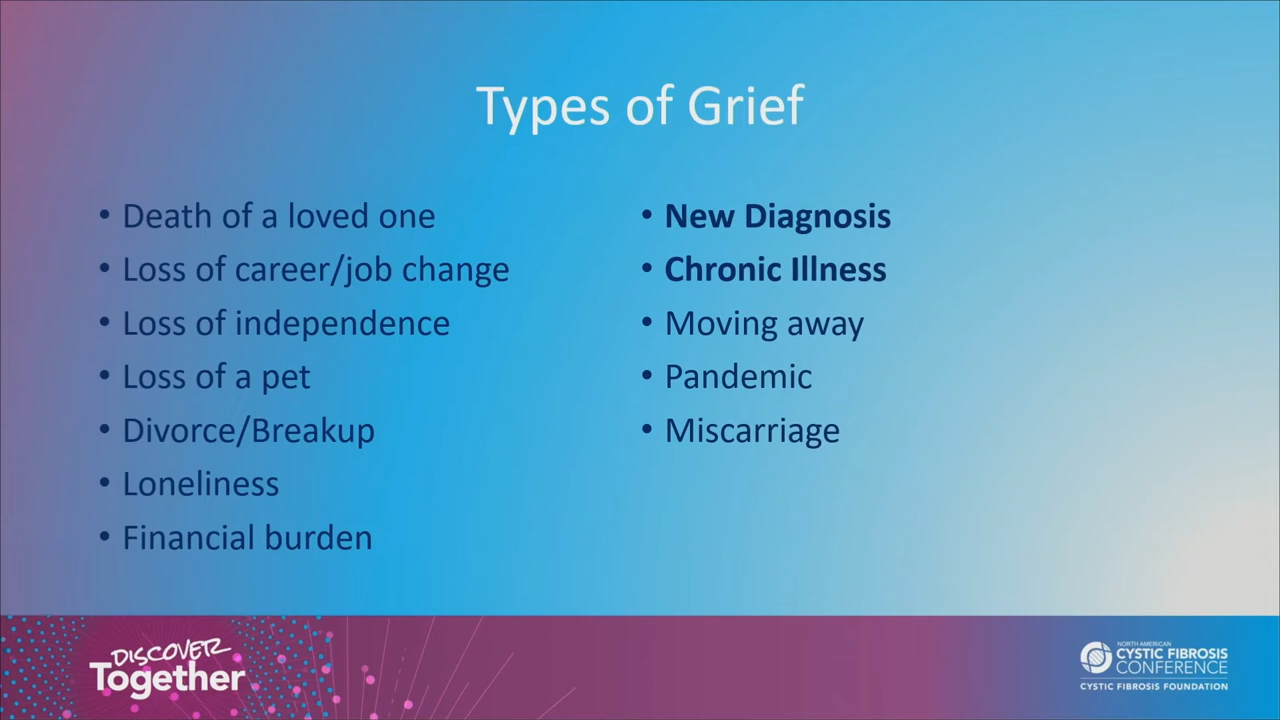 Types of Grief
• Death of a loved one
• Loss of career/job change
• Loss of independence
• Loss of a pet
• Divorce/Breakup
• Loneliness
• Financial burden
• New Diagnosis
• Chronic Illness
• Moving away
• Pandemic
• Miscarriage
DISCOVER
Together
NORTH AMERICAN
CYSTIC FIBROSIS
CONFERENCE
CYSTIC FIBROSIS FOUNDATION